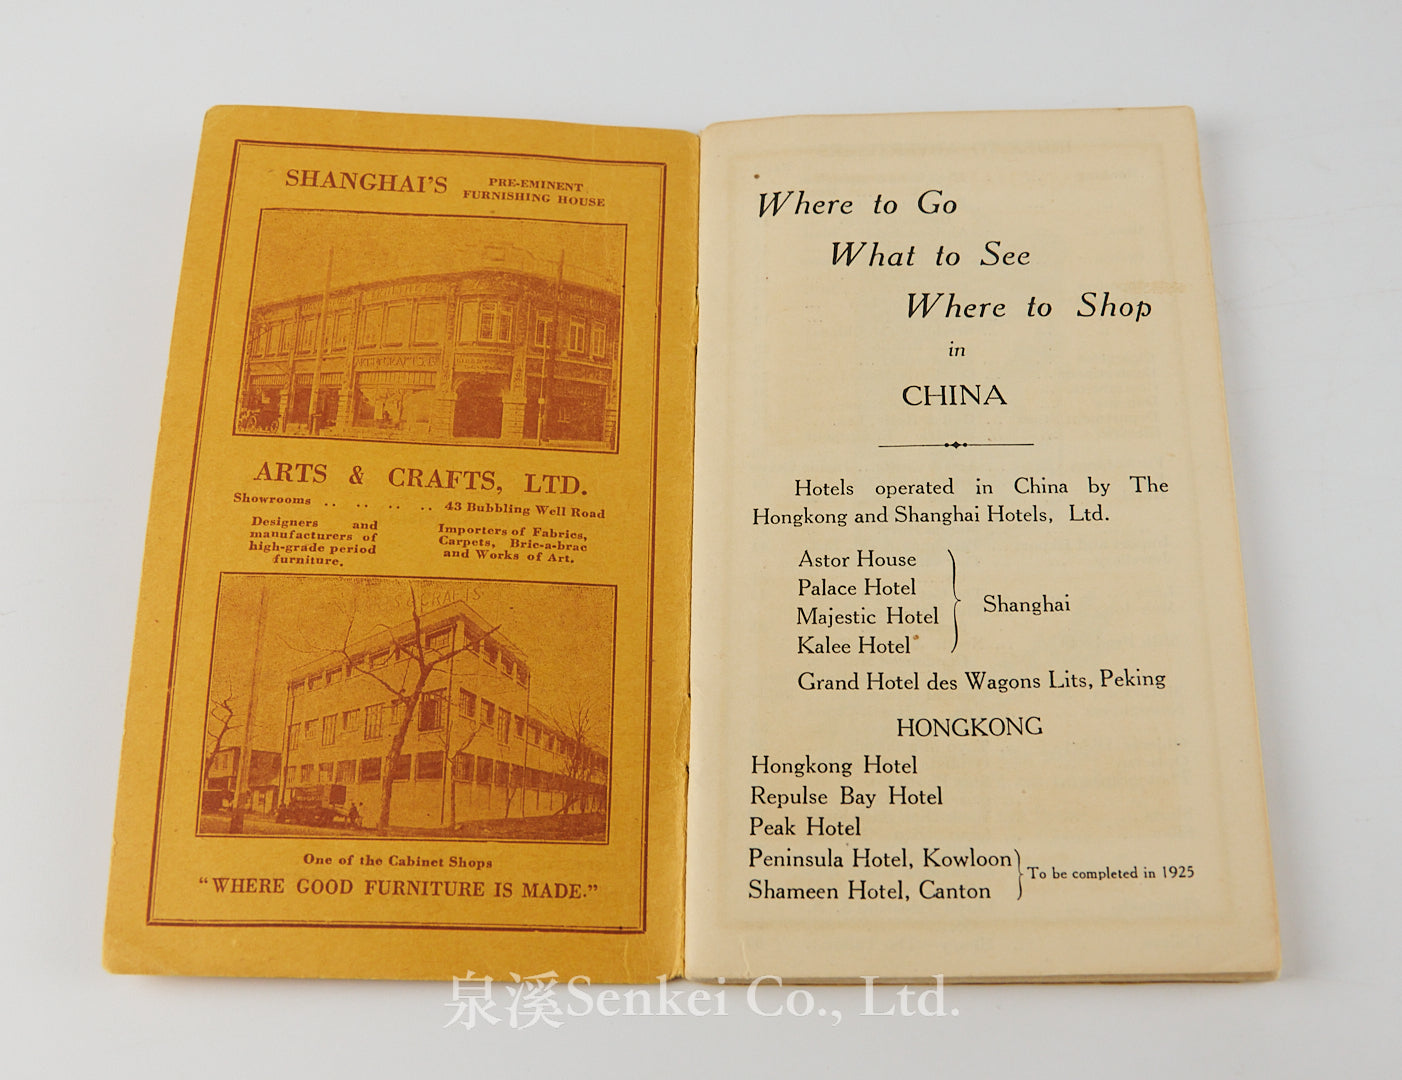 SHANGHAI'S PRE-EMINENT
FURNISHING HOUSE
ARTS & CRAFTS, LTD.
Showrooms .. .. .. .. 43 Bubbling Well Road
Designers and
manufacturers of
high-grade period
furniture.
Importers of Fabrics,
Carpets, Bric-a-brac
and Works of Art.
& CRAFTS
One of the Cabinet Shops
"WHERE GOOD FURNITURE IS MADE."
Where to Go
What to See
Where to Shop
in
CHINA
Hotels operated in China by The
Hongkong and Shanghai Hotels, Ltd.
Astor House
Palace Hotel
Majestic Hotel
Kalee Hotel
Shanghai
Grand Hotel des Wagons Lits, Peking
HONGKONG
Hongkong Hotel
Repulse Bay Hotel
Peak Hotel
Peninsula Hotel, Kowloon
Shameen Hotel, Canton
To be completed in 1925
泉溪Senkei Co., Ltd.